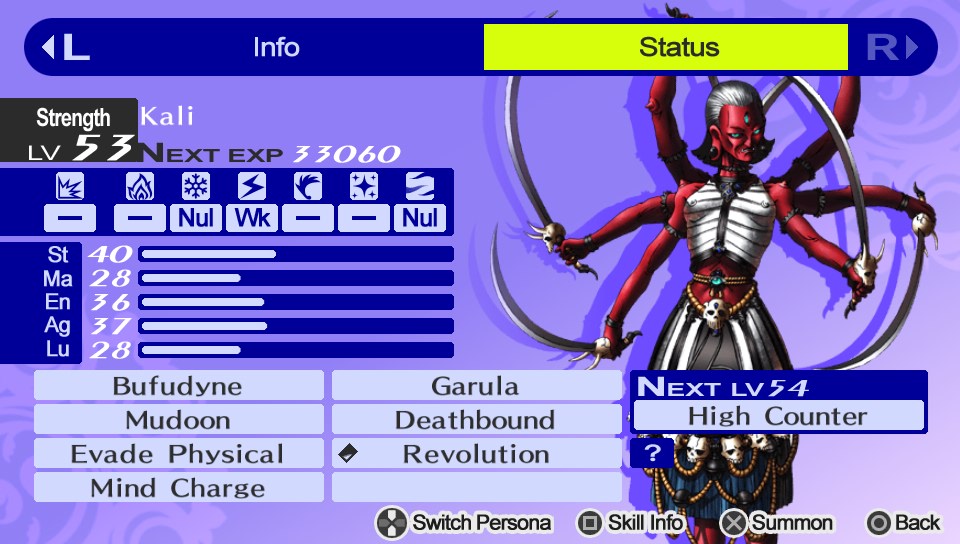 L Info Status R
Strength Kali
LV 53 NEXT EXP 33060
— — Nul Wk — — Nul
St 40
Ma 28
En 36
Ag 37
Lu 28
Bufudyne Garula NEXT LV 54
Mudoon Deathbound High Counter
Evade Physical Revolution ?
Mind Charge
Switch Persona Skill Info Summon Back